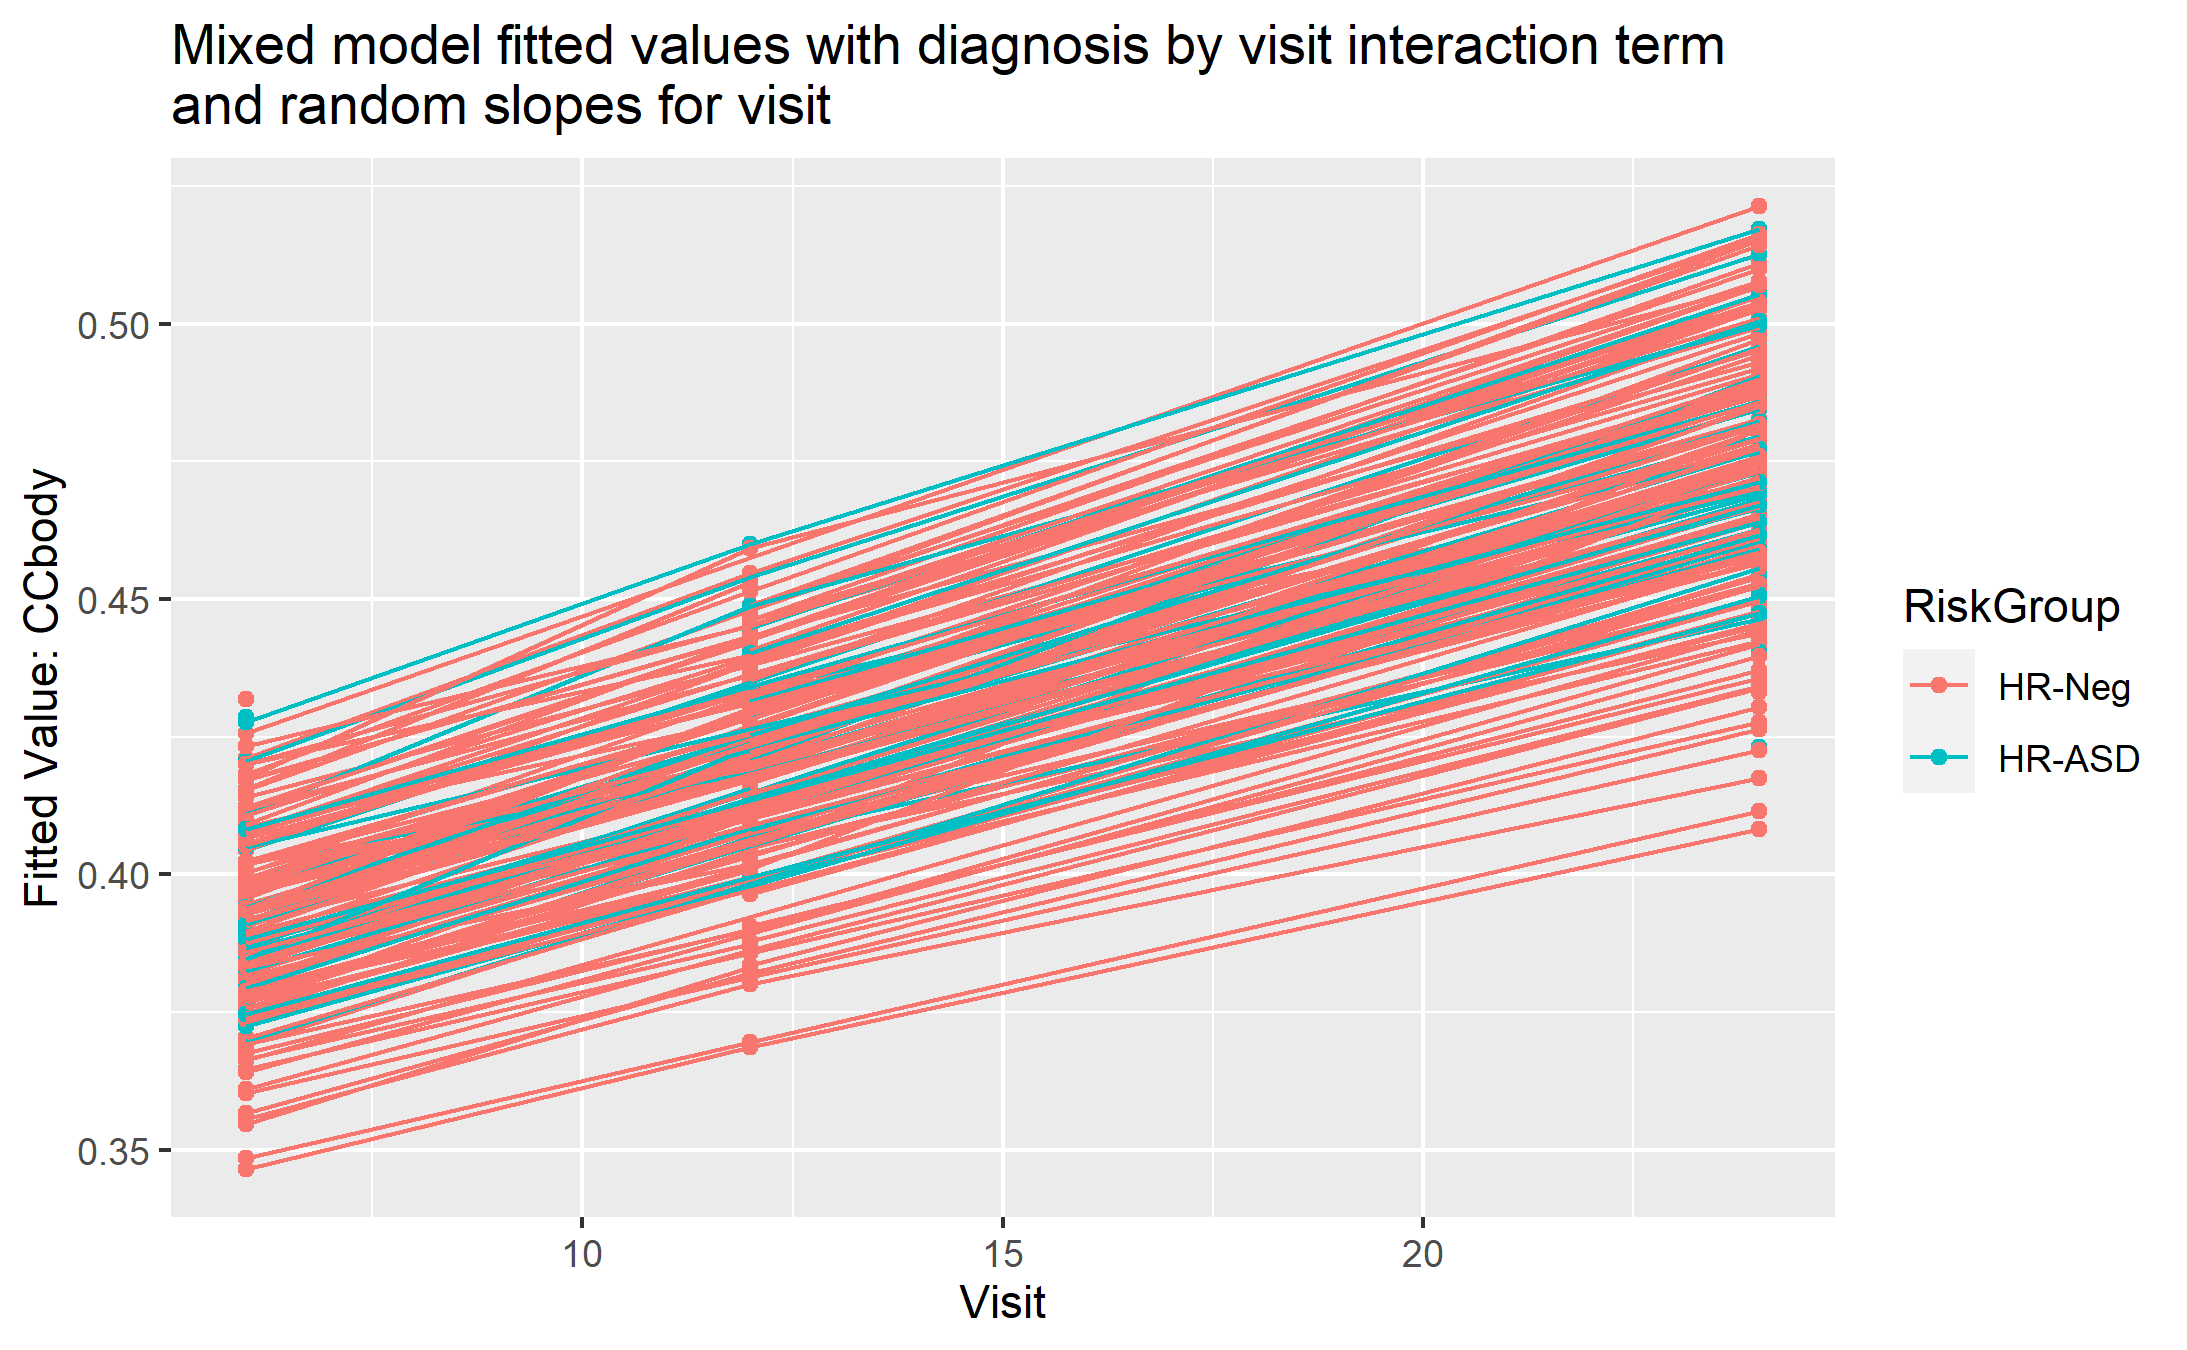 Mixed model fitted values with diagnosis by visit interaction term
and random slopes for visit
Fitted Value: CCbody
0.50
0.45
0.40
0.35
10
15
20
Visit
RiskGroup
HR-Neg
HR-ASD